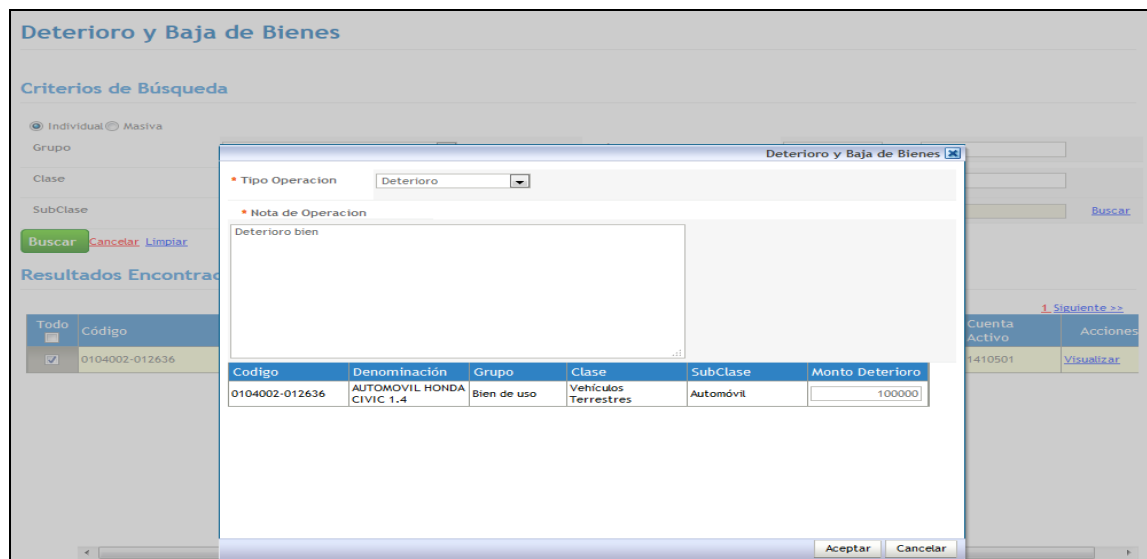 Deterioro y Baja de Bienes
Criterios de Búsqueda
Individual Masiva
Grupo
Clase
SubClase
Buscar
Buscar Cancelar Limpiar
Resultados Encontrad
1 Siguiente >>
Todo Código Cuenta Activo Acciones
0104002-012636 1410501 Visualizar
Deterioro y Baja de Bienes
* Tipo Operacion Deterioro
* Nota de Operacion
Deterioro bien
Codigo Denominación Grupo Clase SubClase Monto Deterioro
0104002-012636 AUTOMOVIL HONDA CIVIC 1.4 Bien de uso Vehículos Terrestres Automóvil 100000
Aceptar Cancelar